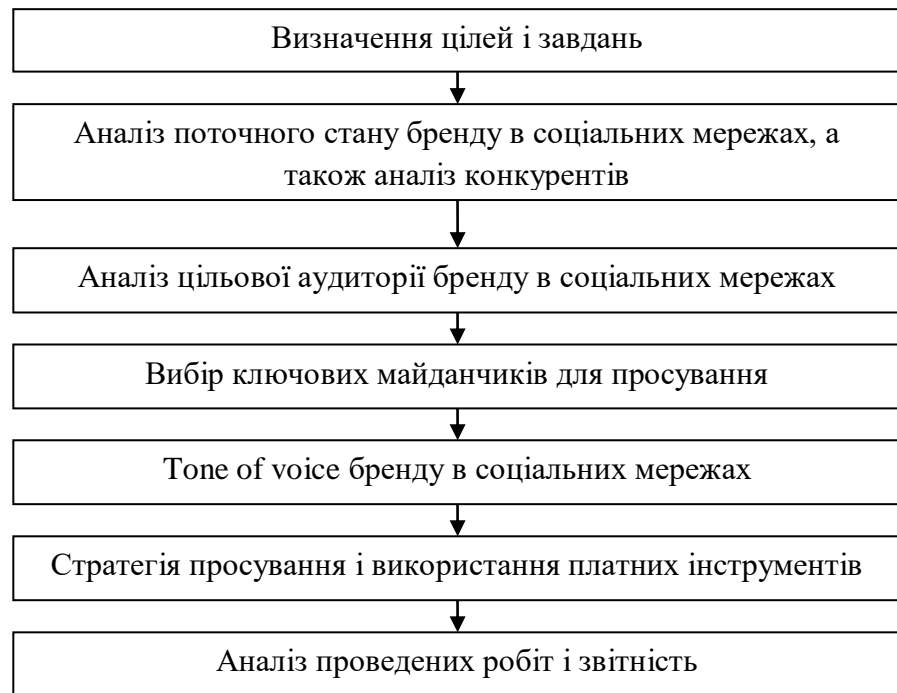 Визначення цілей і завдань
Аналіз поточного стану бренду в соціальних мережах, а
також аналіз конкурентів
Аналіз цільової аудиторії бренду в соціальних мережах
Вибір ключових майданчиків для просування
Tone of voice бренду в соціальних мережах
Стратегія просування і використання платних інструментів
Аналіз проведених робіт і звітність